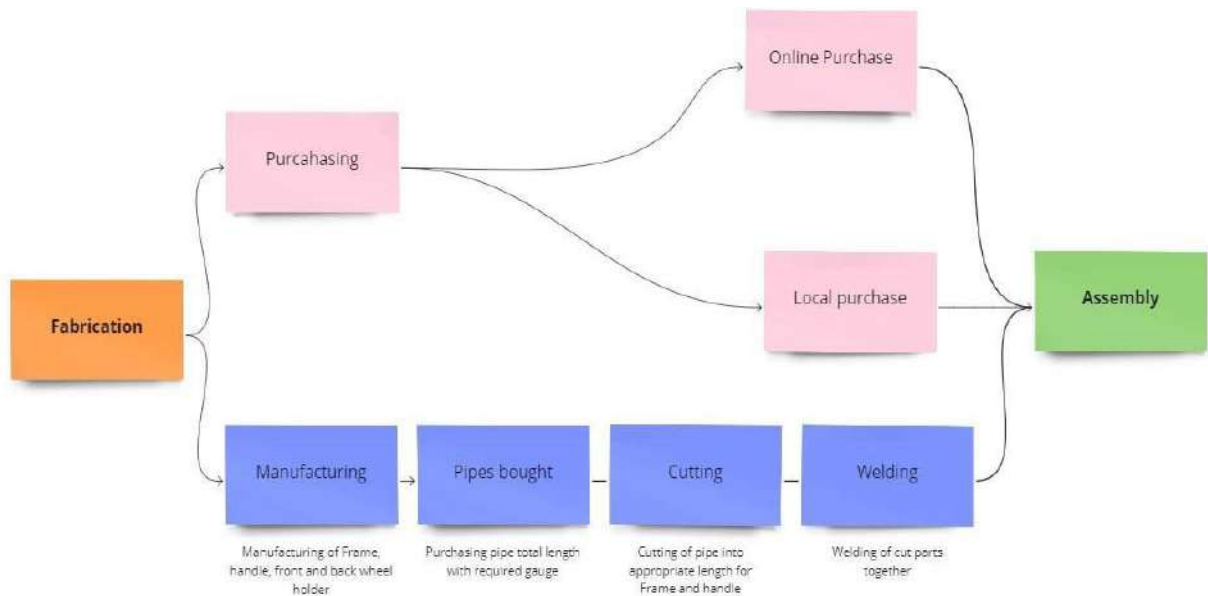 Online Purchase
Purcahasing
Local purchase
Assembly
Fabrication
Manufacturing
Pipes bought
Cutting
Welding
Manufacturing of Frame,
handle, front and back wheel
holder
Purchasing pipe total length
with required gauge
Cutting of pipe into
appropriate length for
Frame and handle
Welding of cut parts
together